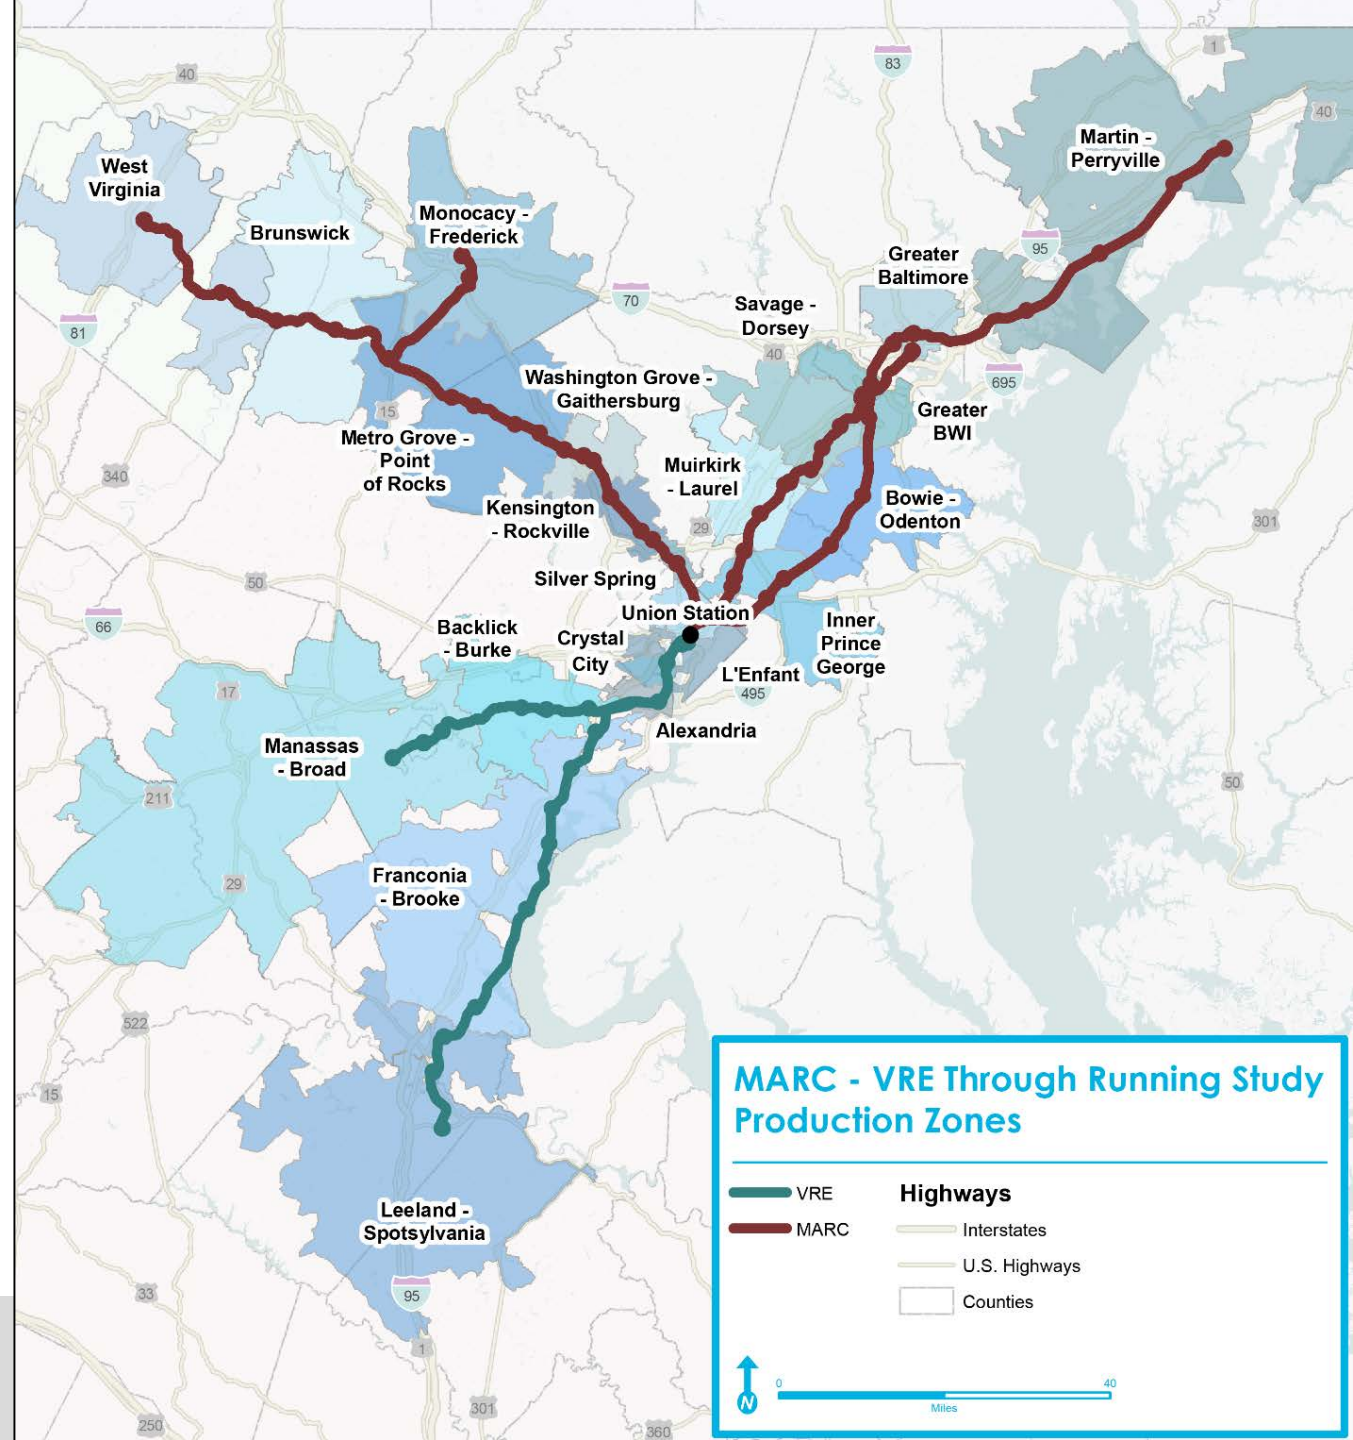 1
83
40
40
Martin -
Perryville
West
Virginia
Monocacy -
Frederick
Brunswick
95
Greater
Baltimore
70
Savage -
Dorsey
81
40
695
Washington Grove -
Gaithersburg
15
Greater
BWI
Metro Grove -
Point
of Rocks
Muirkirk
- Laurel
340
Bowie -
Odenton
Kensington
- Rockville
29
301
Silver Spring
50
Union Station
66
Backlick
- Burke
Crystal
City
Inner
Prince
George
L'Enfant
495
17
Alexandria
Manassas
- Broad
50
211
Franconia
- Brooke
29
522
15
MARC - VRE Through Running Study
Production Zones
VRE
MARC
Highways
Interstates
U.S. Highways
Counties
Leeland -
Spotsylvania
95
33
1
0
40
N
Miles
301
250
360